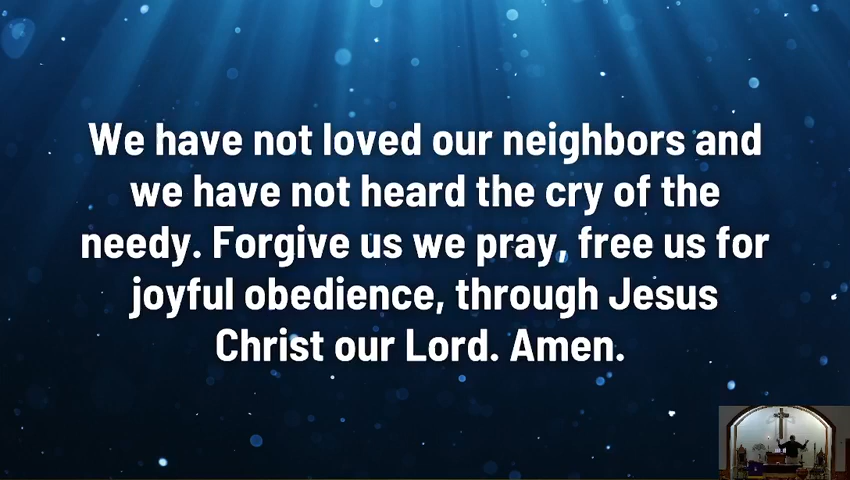 We have not loved our neighbors and
we have not heard the cry of the
needy. Forgive us we pray, free us for
joyful obedience, through Jesus
Christ our Lord. Amen.